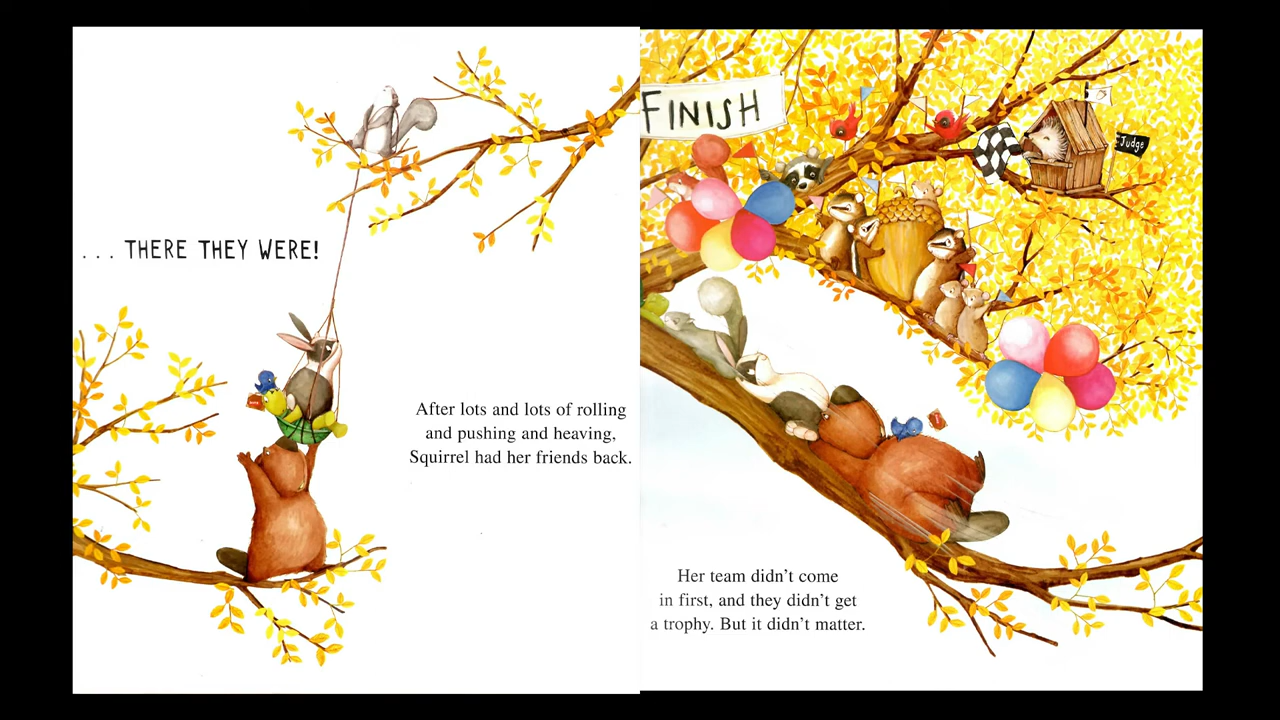 ... THERE THEY WERE!
After lots and lots of rolling
and pushing and heaving,
Squirrel had her friends back.
FINISH
Judge
Her team didn't come
in first, and they didn't get
a trophy. But it didn't matter.